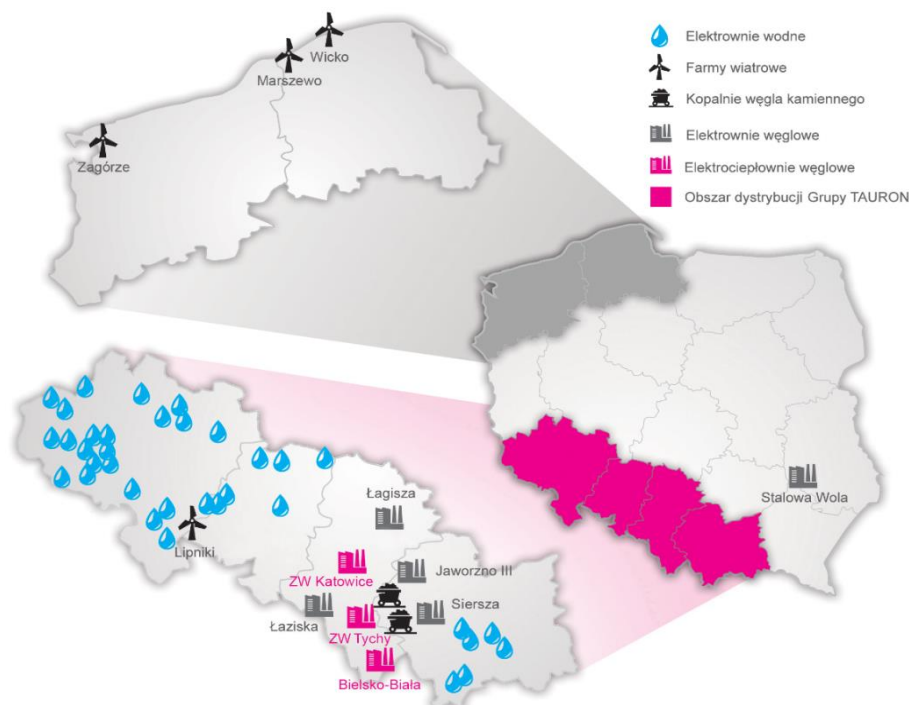 Wicko
Marszewo
Zagórze
Elektrownie wodne
Farmy wiatrowe
Kopalnie węgla kamiennego
Elektrownie węglowe
Elektrociepłownie węglowe
Obszar dystrybucji Grupy TAURON
Stalowa Wola
Łagisza
Lipniki
ZW Katowice
Jaworzno III
Łaziska
Siersza
ZW Tychy
Bielsko-Biała